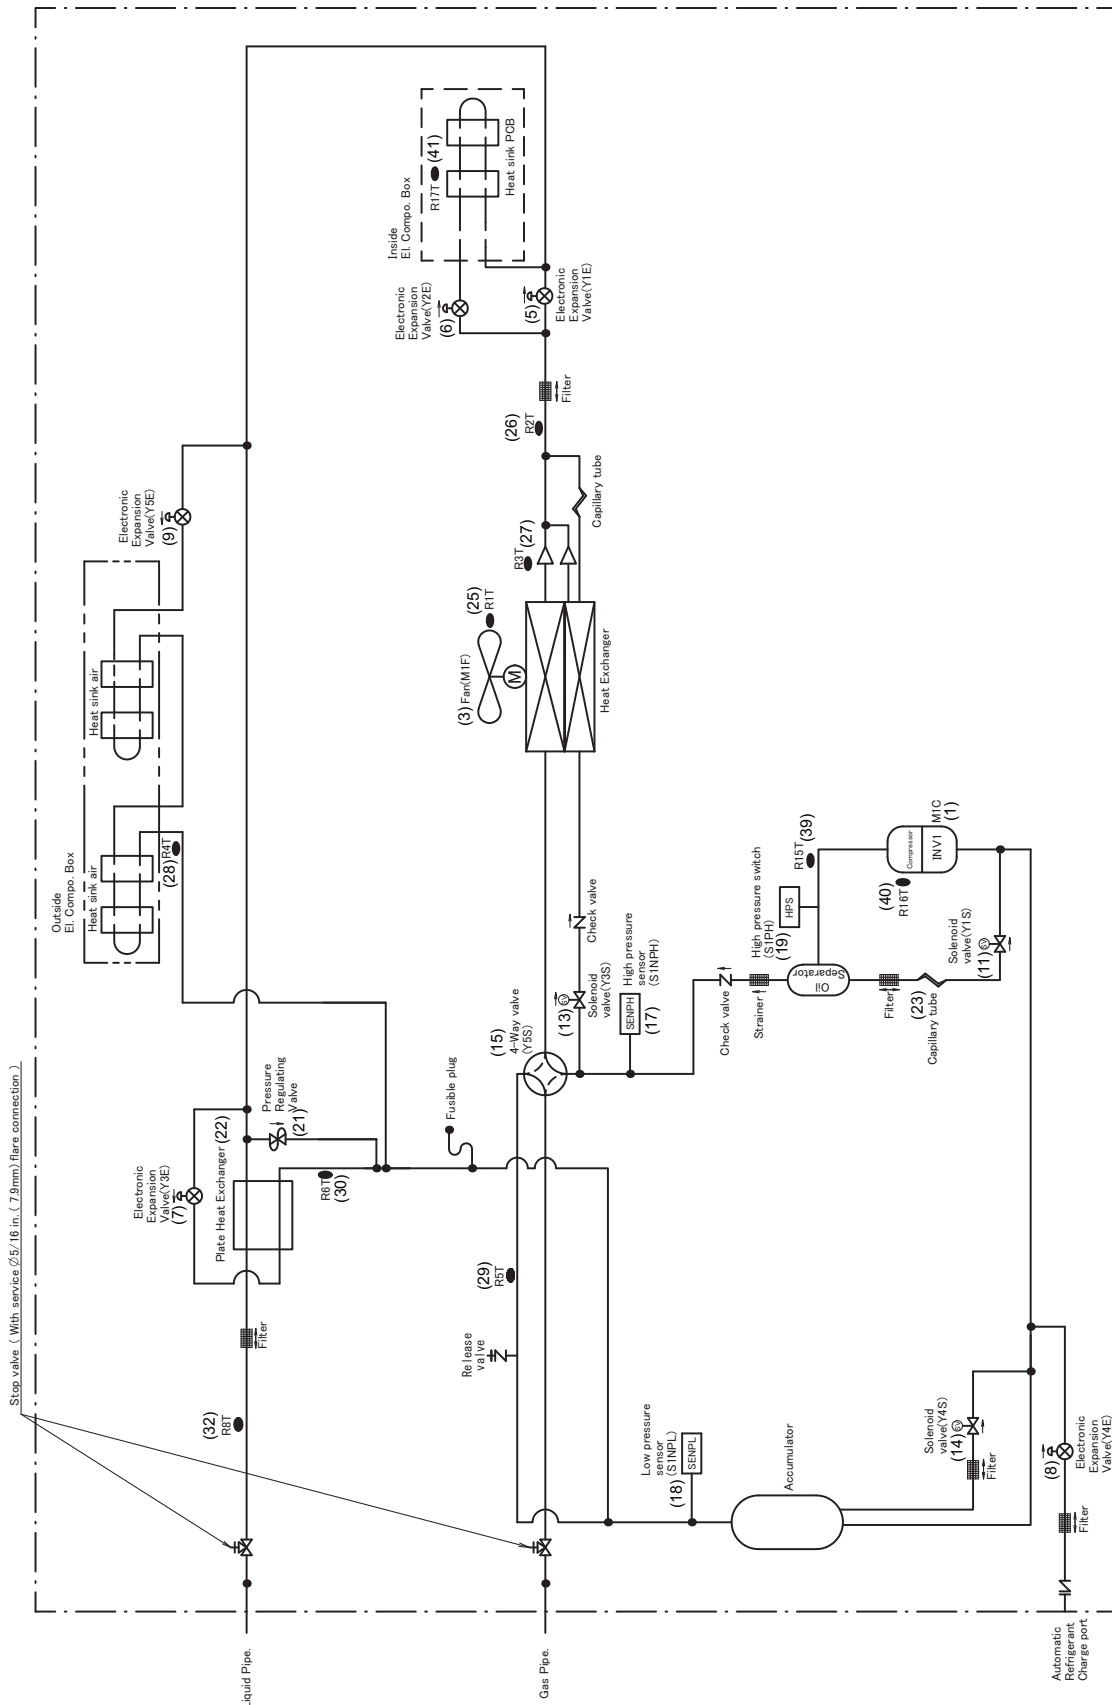 Stop valve ( With service ∅5/16 in. ( 7.9mm) flare connection )
Inside
El. Compo. Box
R17T
(41)
Heat sink PCB
Electronic
Expansion
Valve(Y2E)
(6)
(5)
Electronic
Expansion
Valve(Y1E)
Filter
(26)
R2T
Capillary tube
R3T
(27)
(25)
R1T
(3) Fan(M1F)
M
Heat Exchanger
Electronic
Expansion
Valve(Y5E)
(9)
Heat sink air
Outside
El. Compo. Box
Heat sink air
(28)
R4T
Check valve
(13)
SV
Solenoid
valve(Y3S)
High pressure
sensor
(S1NPH)
SENPH
(17)
(15)
4-Way valve
(Y5S)
R15T
(39)
High pressure switch
(S1PH)
(19)
HPS
Compressor
INV1
M1C
(1)
(40)
R16T
Oil
Separator
Check valve
Strainer
Filter
(23)
Capillary tube
Solenoid
valve(Y1S)
(11)
SV
Fusible plug
Pressure
Regulating
Valve
(21)
Electronic
Expansion
Valve(Y3E)
(7)
Plate Heat Exchanger (22)
R6T
(30)
(29)
R5T
Release
valve
Filter
(32)
R8T
Low pressure
sensor
(S1NPL)
(18)
SENPL
Accumulator
Solenoid
valve(Y4S)
(14)
SV
Filter
(8)
Electronic
Expansion
Valve(Y4E)
Filter
Liquid Pipe.
Gas Pipe.
Automatic
Refrigerant
Charge port